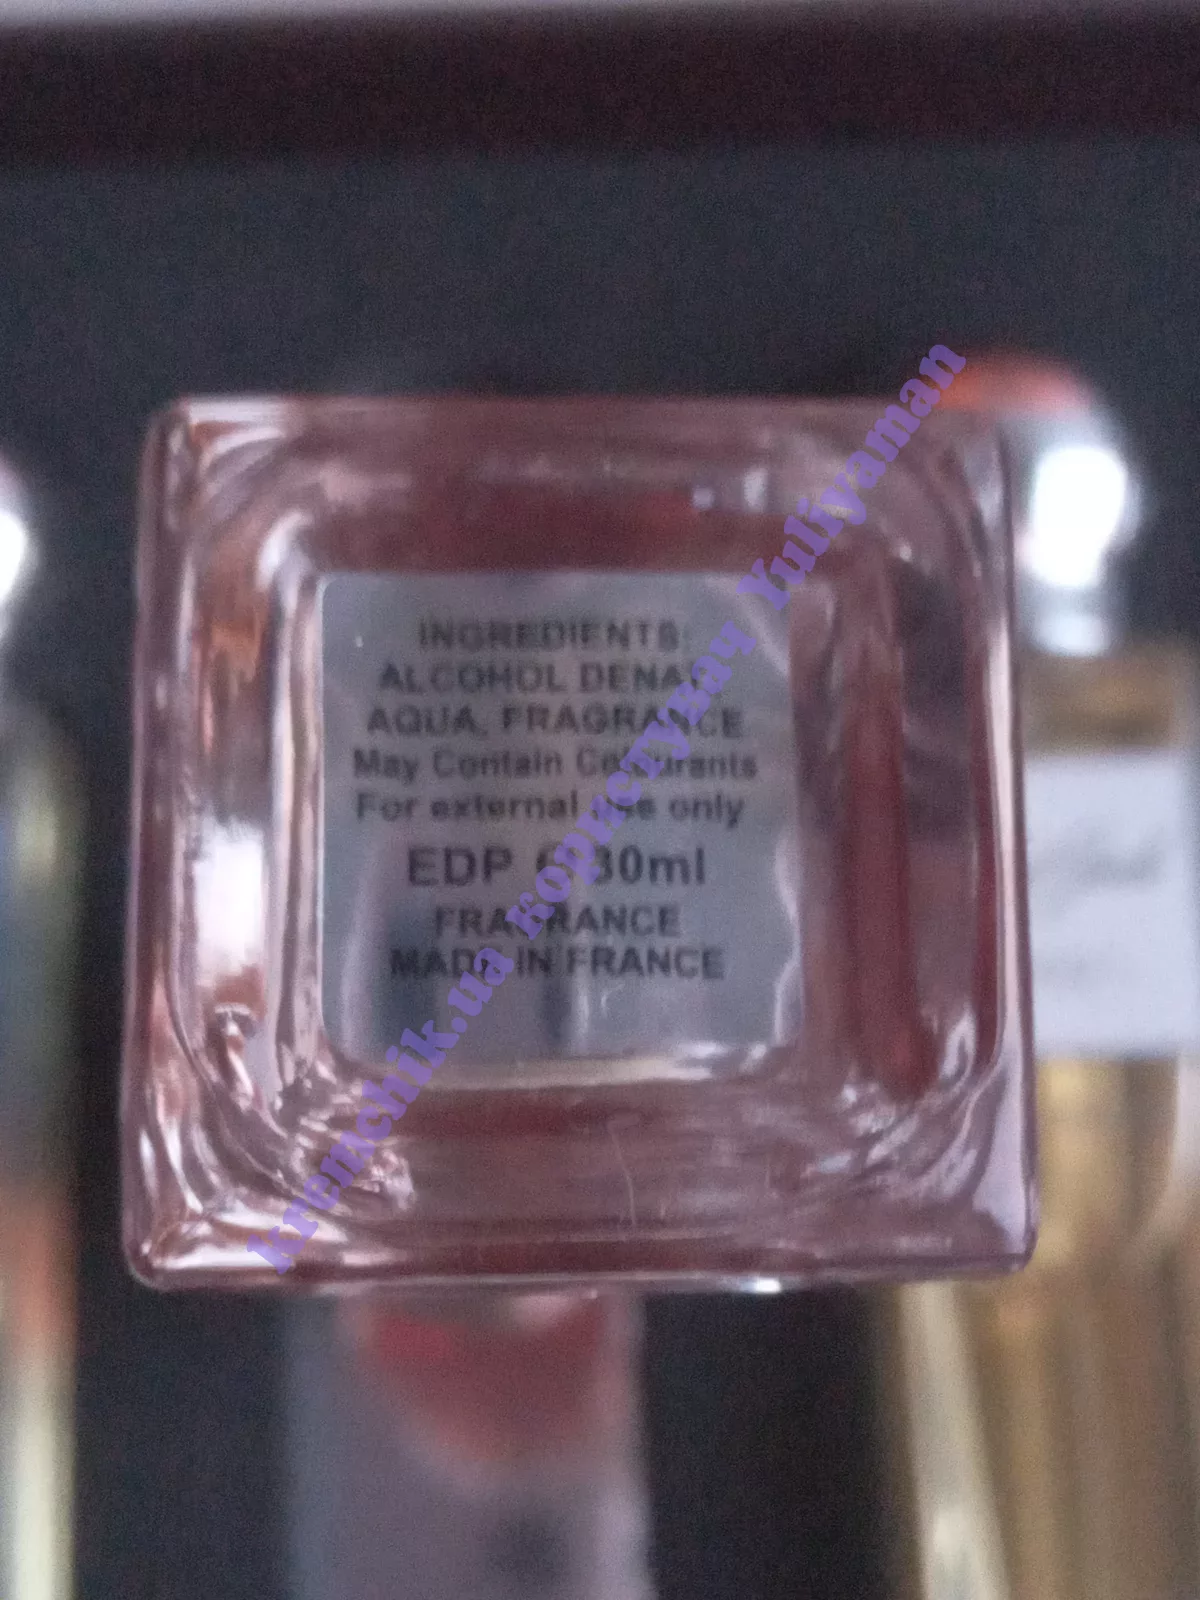 INGREDIENTS:
ALCOHOL DENAT.
AQUA, FRAGRANCE
May Contain Colourants
For external use only
EDP 30ml
FRAGRANCE
MADE IN FRANCE
kremchik.ua користувач Yuliyaman